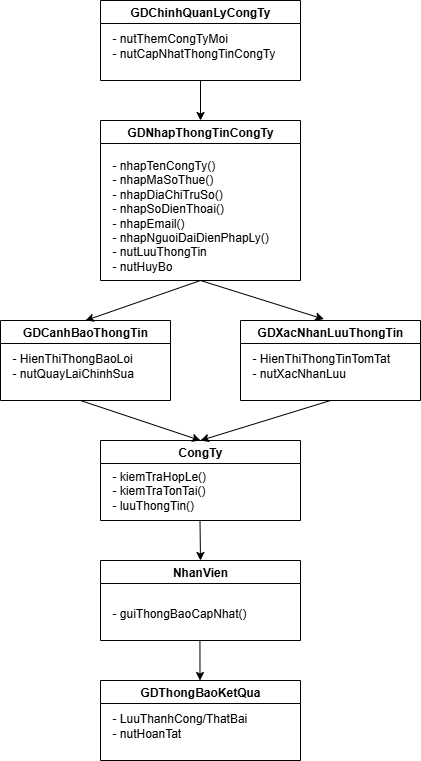 GDChinhQuanLyCongTy
- nutThemCongTyMoi
- nutCapNhatThongTinCongTy
GDNhapThongTinCongTy
- nhapTenCongTy()
- nhapMaSoThue()
- nhapDiaChiTruSo()
- nhapSoDienThoai()
- nhapEmail()
- nhapNguoiDaiDienPhapLy()
- nutLuuThongTin
- nutHuyBo
GDCanhBaoThongTin
- HienThiThongBaoLoi
- nutQuayLaiChinhSua
GDXacNhanLuuThongTin
- HienThiThongTinTomTat
- nutXacNhanLuu
CongTy
- kiemTraHopLe()
- kiemTraTonTai()
- luuThongTin()
NhanVien
- guiThongBaoCapNhat()
GDThongBaoKetQua
- LuuThanhCong/ThatBai
- nutHoanTat